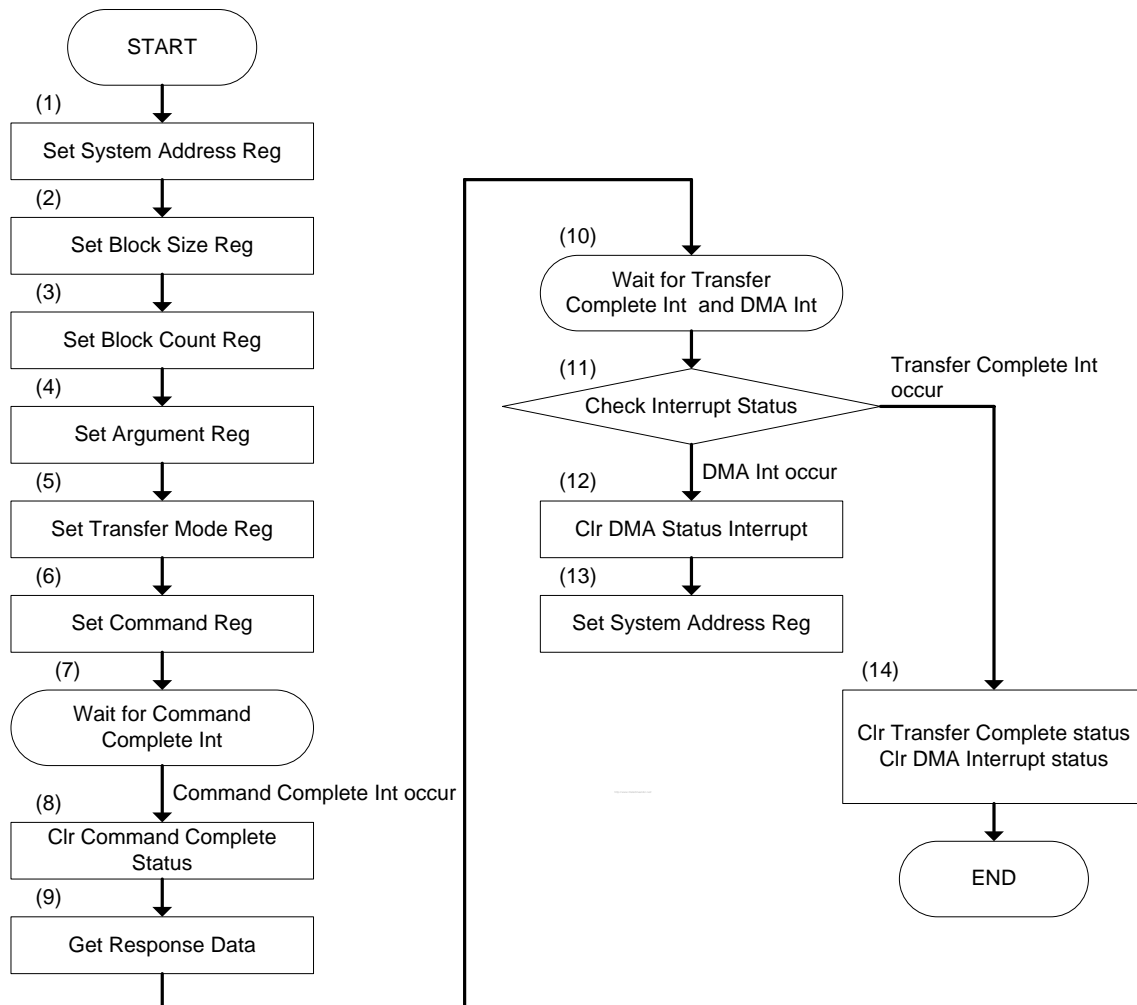 START
(1)
Set System Address Reg
(2)
Set Block Size Reg
(3)
Set Block Count Reg
(4)
Set Argument Reg
(5)
Set Transfer Mode Reg
(6)
Set Command Reg
(7)
Wait for Command
Complete Int
Command Complete Int occur
(8)
Clr Command Complete
Status
(9)
Get Response Data
(10)
Wait for Transfer
Complete Int and DMA Int
(11)
Check Interrupt Status
Transfer Complete Int
occur
DMA Int occur
(12)
Clr DMA Status Interrupt
(13)
Set System Address Reg
(14)
Clr Transfer Complete status
Clr DMA Interrupt status
END